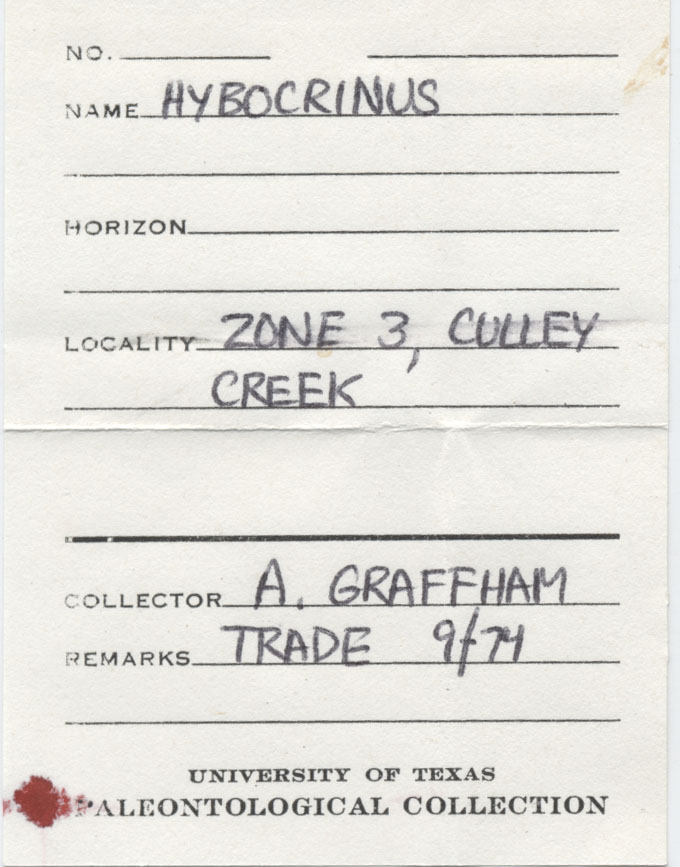 NO.
NAME HYBOCRINUS
HORIZON
LOCALITY ZONE 3, CULLEY
CREEK
COLLECTOR A. GRAFFHAM
REMARKS TRADE 9/74
UNIVERSITY OF TEXAS
PALEONTOLOGICAL COLLECTION